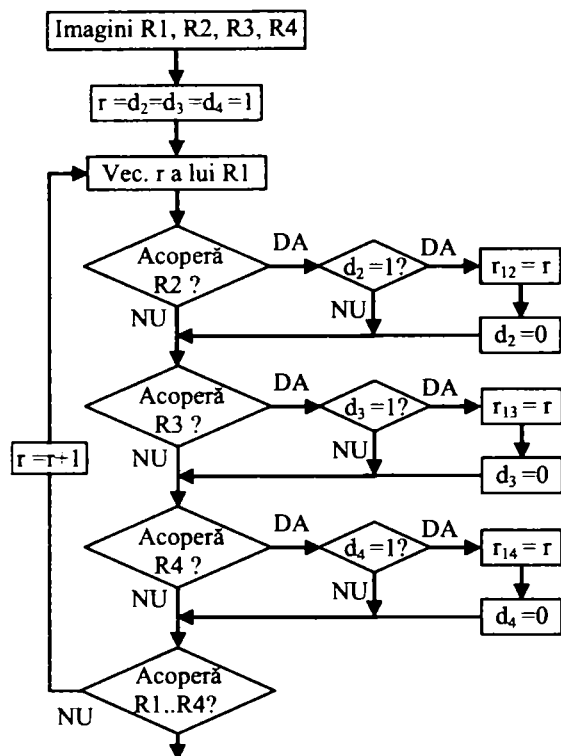 Imagini R1, R2, R3, R4
r =d₂=d₃ =d₄ =1
Vec. r a lui R1
Acoperă
R2 ?
DA
d₂ =1?
DA
r₁₂ = r
NU
NU
d₂ =0
Acoperă
R3 ?
DA
d₃ =1?
DA
r₁₃ = r
r =r+1
NU
NU
d₃ =0
Acoperă
R4 ?
DA
d₄ =1?
DA
r₁₄ = r
NU
NU
d₄ =0
Acoperă
R1..R4?
NU